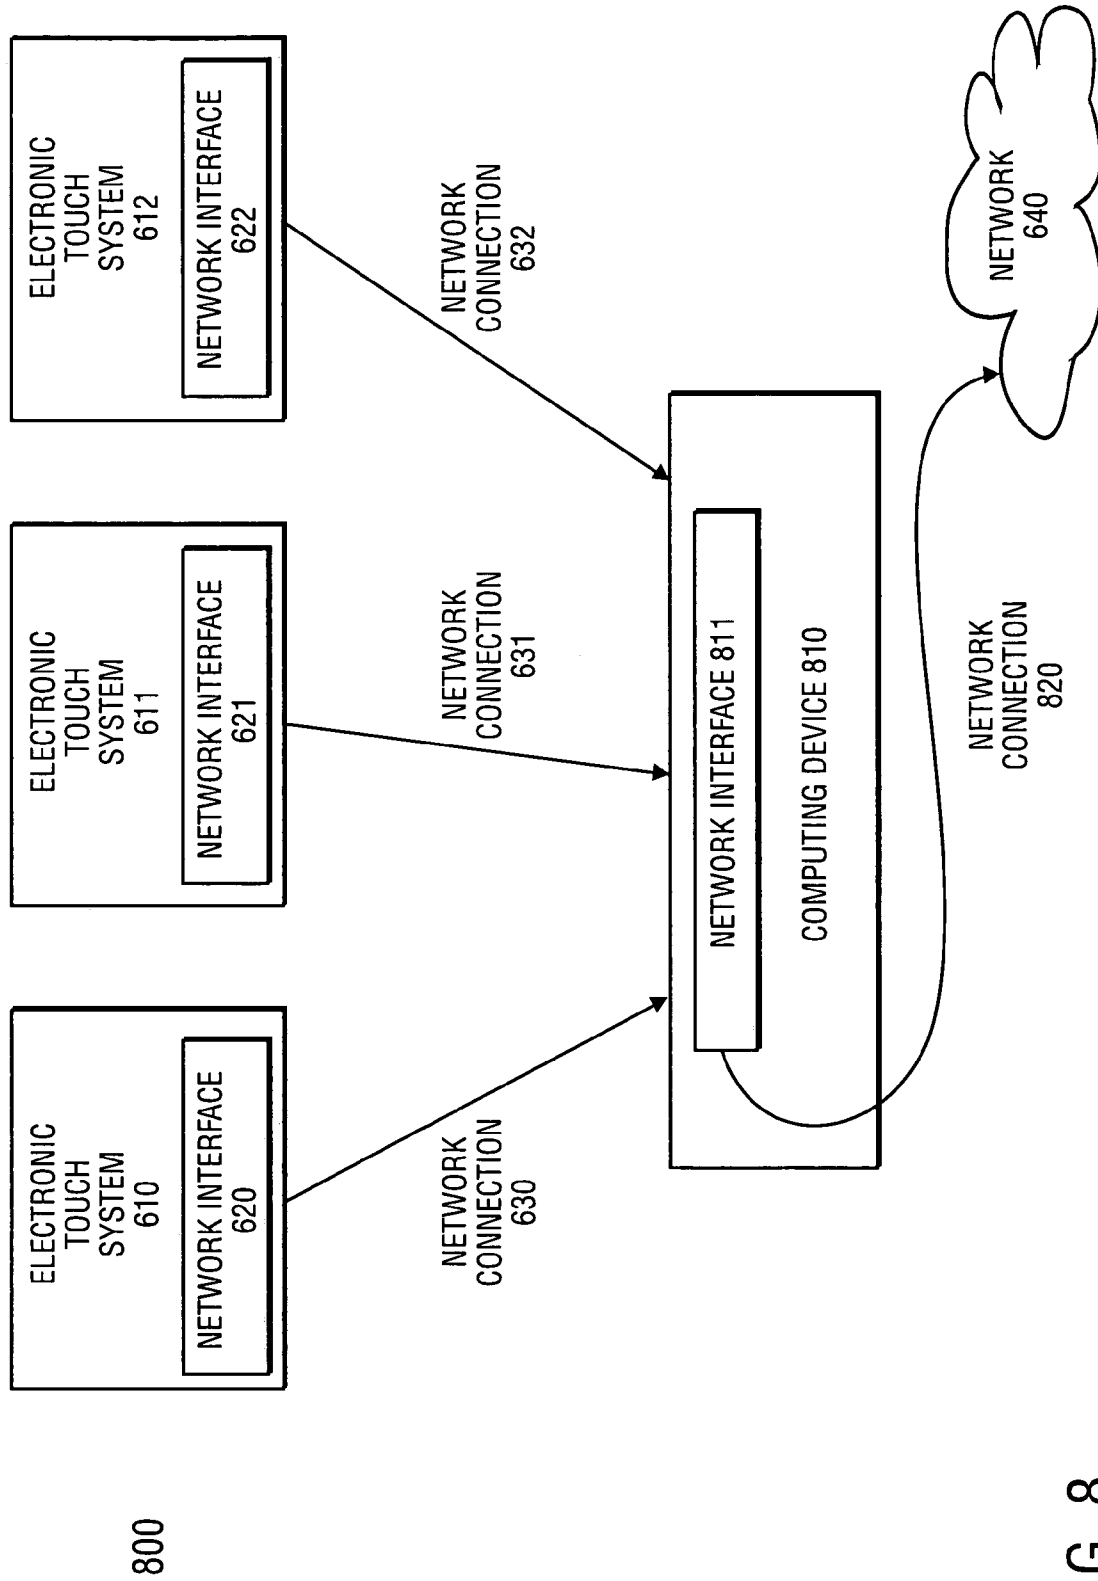 800
ELECTRONIC
TOUCH
SYSTEM
610
NETWORK INTERFACE
620
ELECTRONIC
TOUCH
SYSTEM
611
NETWORK INTERFACE
621
ELECTRONIC
TOUCH
SYSTEM
612
NETWORK INTERFACE
622
NETWORK
CONNECTION
630
NETWORK
CONNECTION
631
NETWORK
CONNECTION
632
NETWORK INTERFACE 811
COMPUTING DEVICE 810
NETWORK
CONNECTION
820
NETWORK
640
G 8